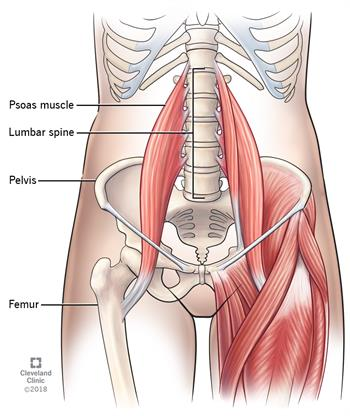 Psoas muscle
Lumbar spine
Pelvis
Femur
Cleveland
Clinic
©2018